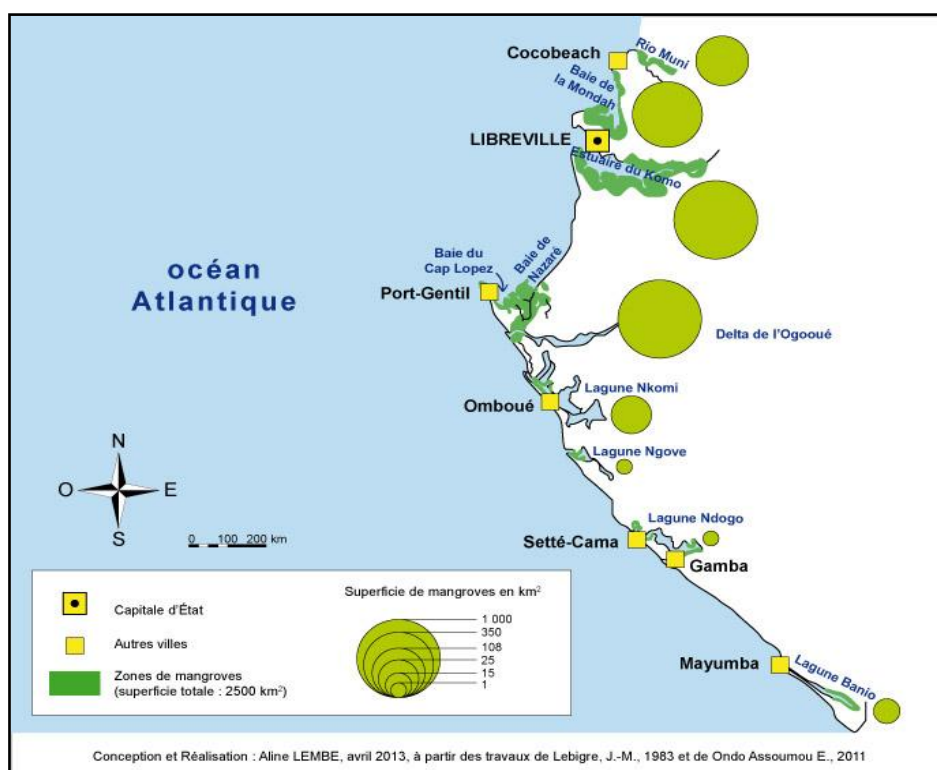 Cocobeach
Rio Muni
Baie de
la Mondah
LIBREVILLE
Estuaire du Komo
océan
Atlantique
Baie du
Cap Lopez
Baie de
Nazaré
Port-Gentil
Delta de l'Ogooué
Lagune Nkomi
Omboué
Lagune Ngove
N
O
E
S
Lagune Ndogo
Setté-Cama
Gamba
0 100 200 km
Mayumba
Lagune Banio
Capitale d'État
Autres villes
Zones de mangroves
(superficie totale : 2500 km²)
Superficie de mangroves en km²
1 000
350
108
25
15
1
Conception et Réalisation : Aline LEMBE, avril 2013, à partir des travaux de Lebigre, J.-M., 1983 et de Ondo Assoumou E., 2011